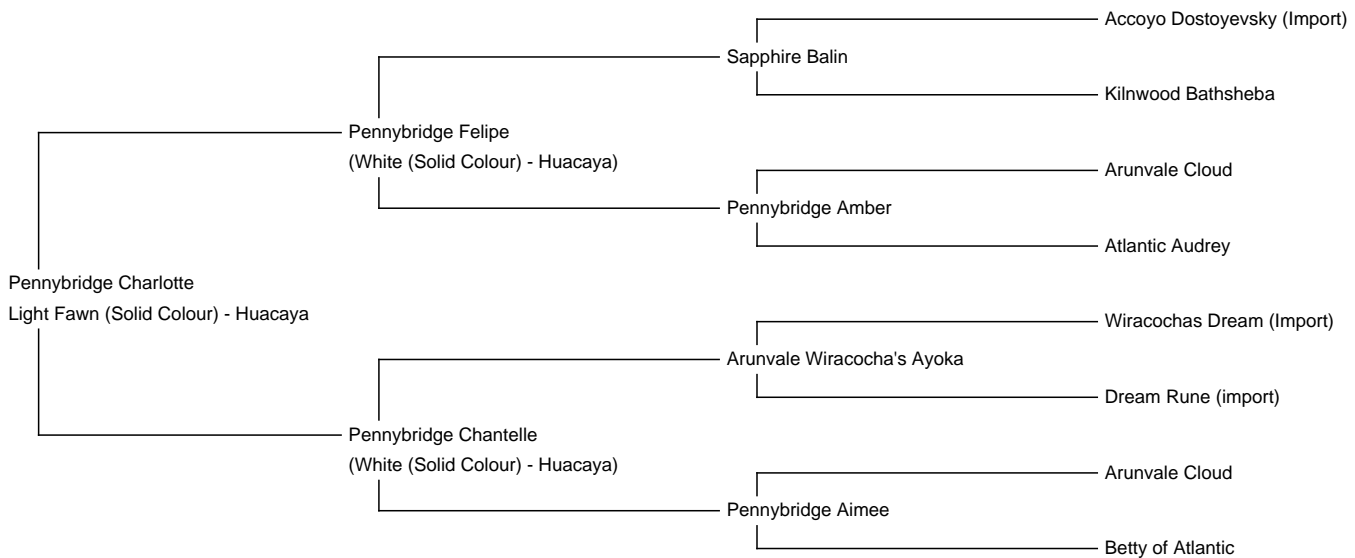 Accoyo Dostoyevsky (Import)
Sapphire Balin
Kilnwood Bathsheba
Pennybridge Felipe
(White (Solid Colour) - Huacaya)
Arunvale Cloud
Pennybridge Amber
Atlantic Audrey
Pennybridge Charlotte
Light Fawn (Solid Colour) - Huacaya
Wiracochas Dream (Import)
Arunvale Wiracocha's Ayoka
Dream Rune (import)
Pennybridge Chantelle
(White (Solid Colour) - Huacaya)
Arunvale Cloud
Pennybridge Aimee
Betty of Atlantic